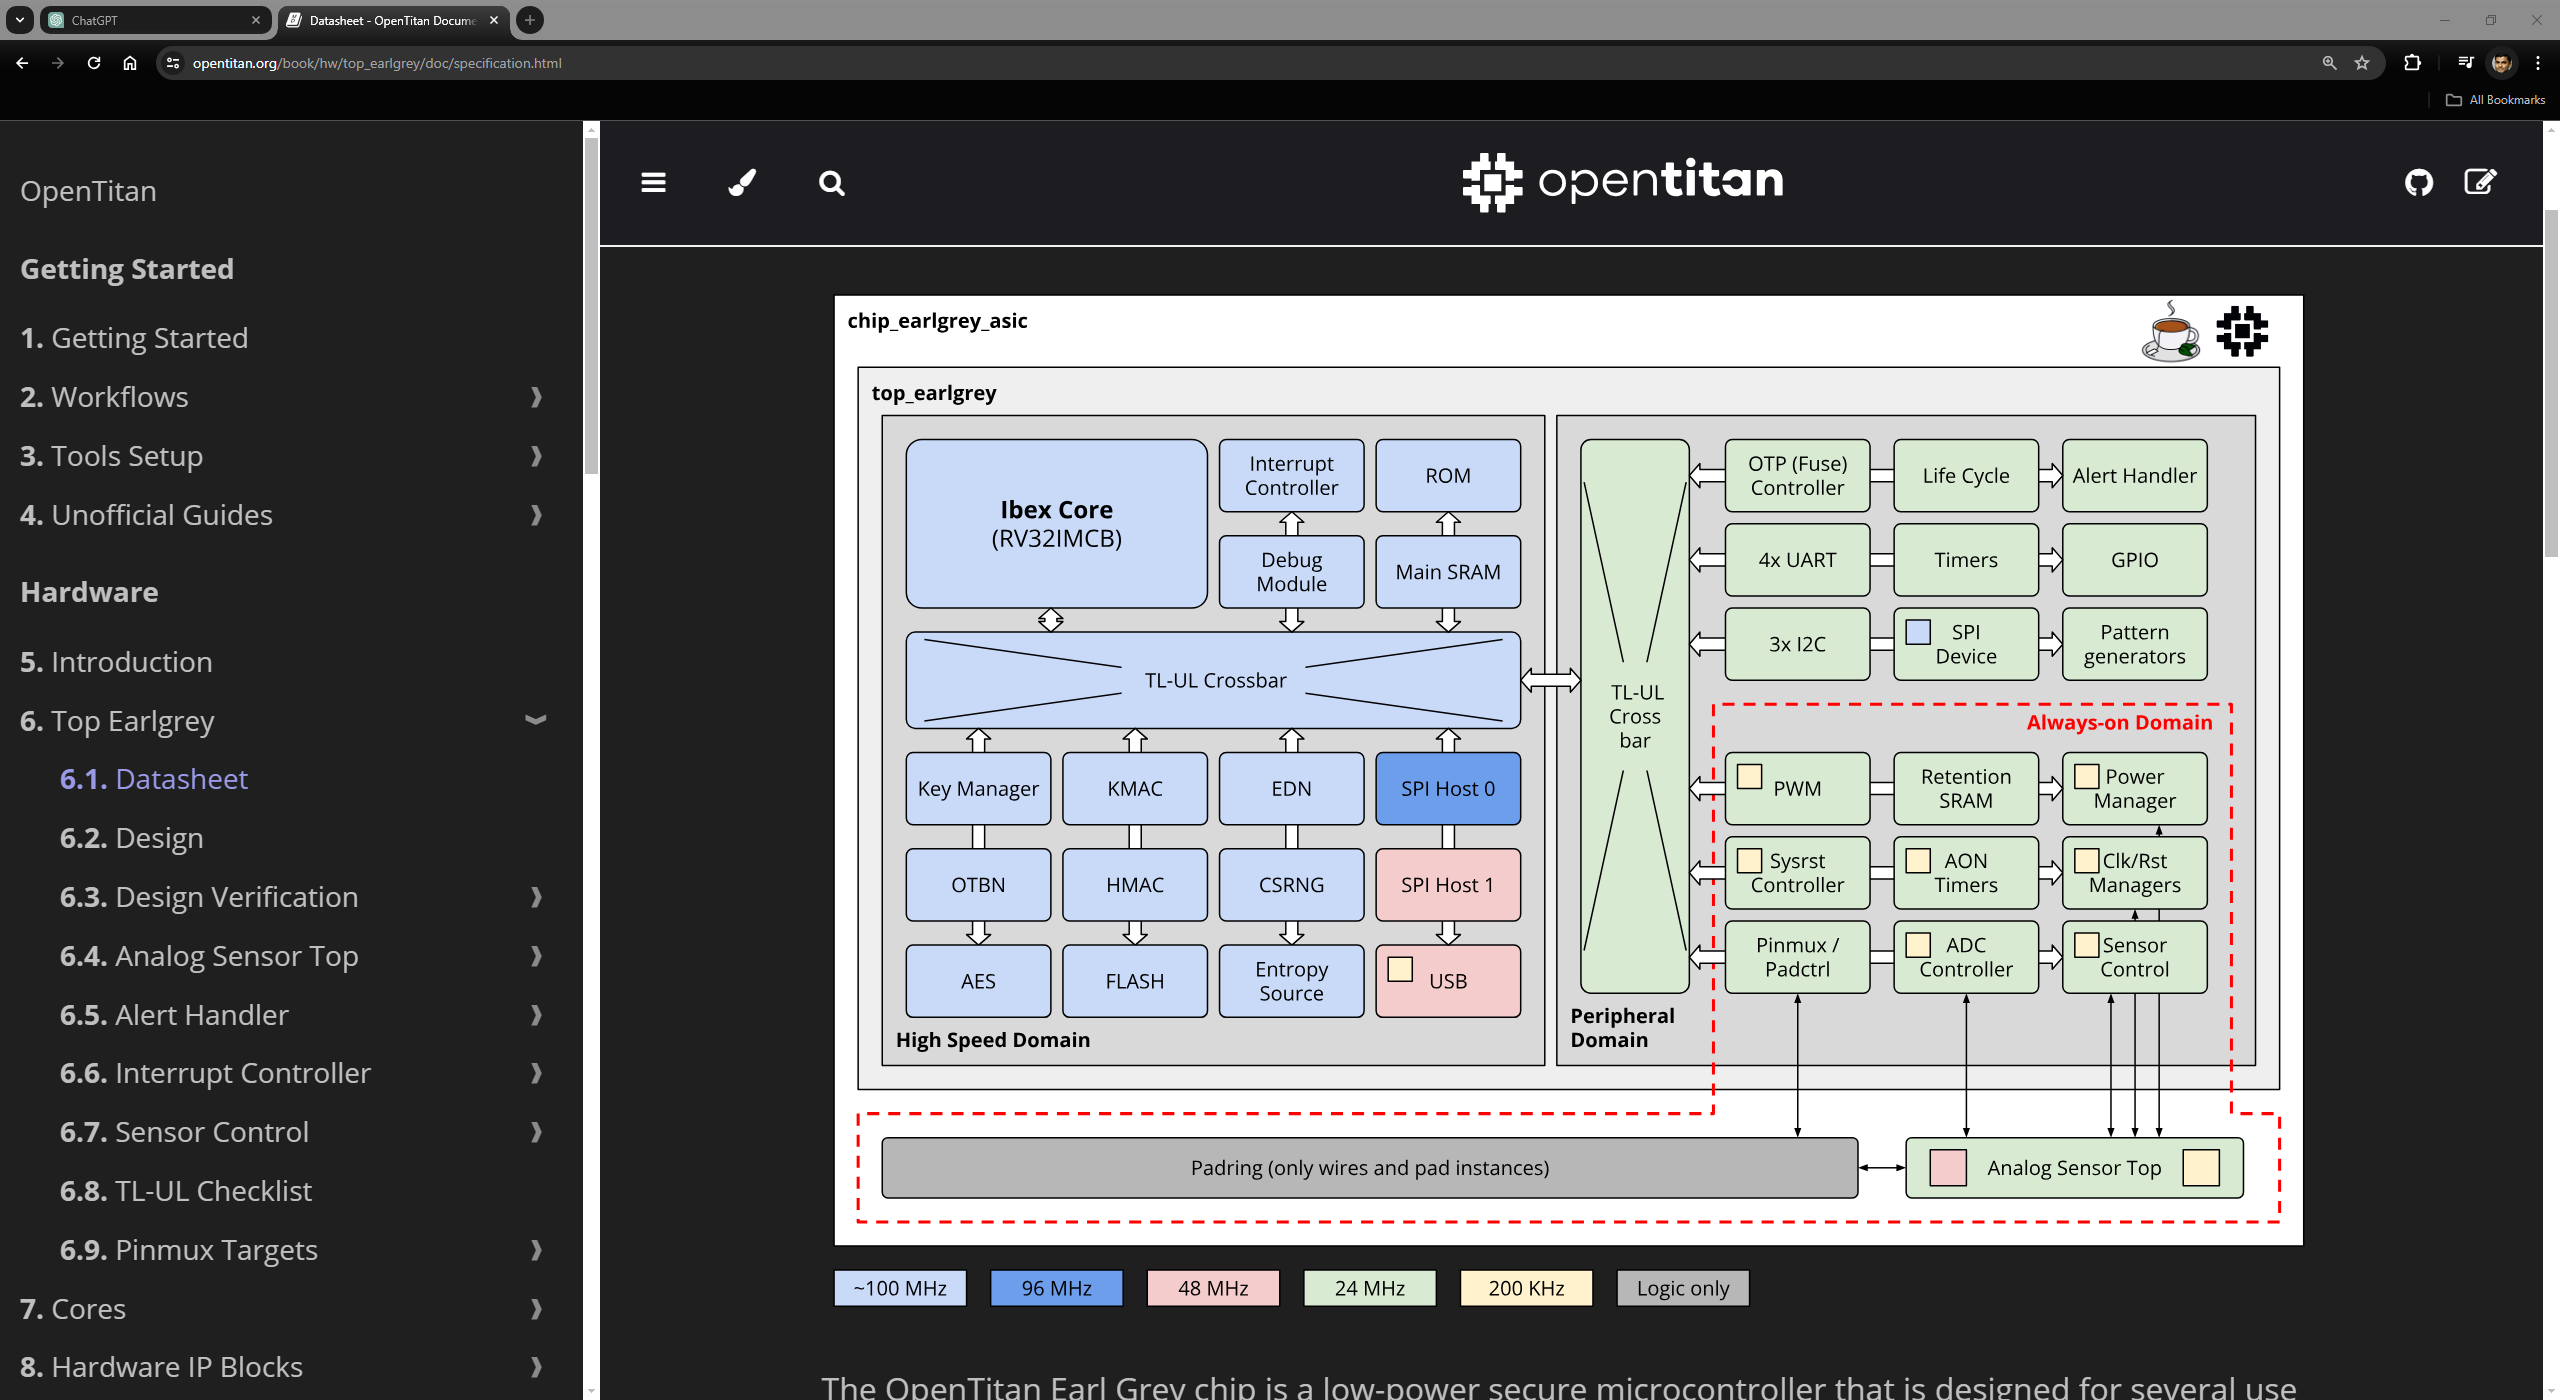 ChatGPT
Datasheet - OpenTitan Docume
opentitan.org/book/hw/top_earlgrey/doc/specification.html
All Bookmarks
OpenTitan
Getting Started
1. Getting Started
2. Workflows
3. Tools Setup
4. Unofficial Guides
Hardware
5. Introduction
6. Top Earlgrey
6.1. Datasheet
6.2. Design
6.3. Design Verification
6.4. Analog Sensor Top
6.5. Alert Handler
6.6. Interrupt Controller
6.7. Sensor Control
6.8. TL-UL Checklist
6.9. Pinmux Targets
7. Cores
8. Hardware IP Blocks
opentitan
chip_earlgrey_asic
top_earlgrey
Ibex Core
(RV32IMCB)
Interrupt
Controller
ROM
Debug
Module
Main SRAM
TL-UL Crossbar
Key Manager
KMAC
EDN
SPI Host 0
OTBN
HMAC
CSRNG
SPI Host 1
AES
FLASH
Entropy
Source
USB
High Speed Domain
TL-UL
Cross
bar
OTP (Fuse)
Controller
Life Cycle
Alert Handler
4x UART
Timers
GPIO
3x I2C
SPI
Device
Pattern
generators
Always-on Domain
PWM
Retention
SRAM
Power
Manager
Sysrst
Controller
AON
Timers
Clk/Rst
Managers
Pinmux /
Padctrl
ADC
Controller
Sensor
Control
Peripheral
Domain
Padring (only wires and pad instances)
Analog Sensor Top
~100 MHz
96 MHz
48 MHz
24 MHz
200 KHz
Logic only
The OpenTitan Earl Grey chip is a low-power secure microcontroller that is designed for several use